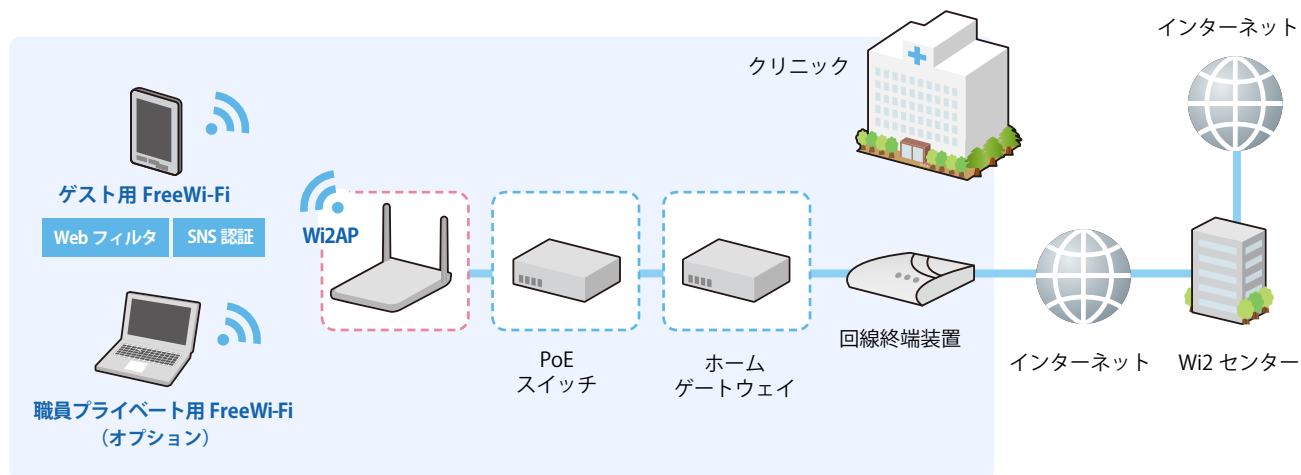 インターネット
クリニック
ゲスト用 FreeWi-Fi
Web フィルタ
SNS 認証
Wi2AP
PoE
スイッチ
ホーム
ゲートウェイ
回線終端装置
インターネット
Wi2 センター
職員プライベート用 FreeWi-Fi
（オプション）